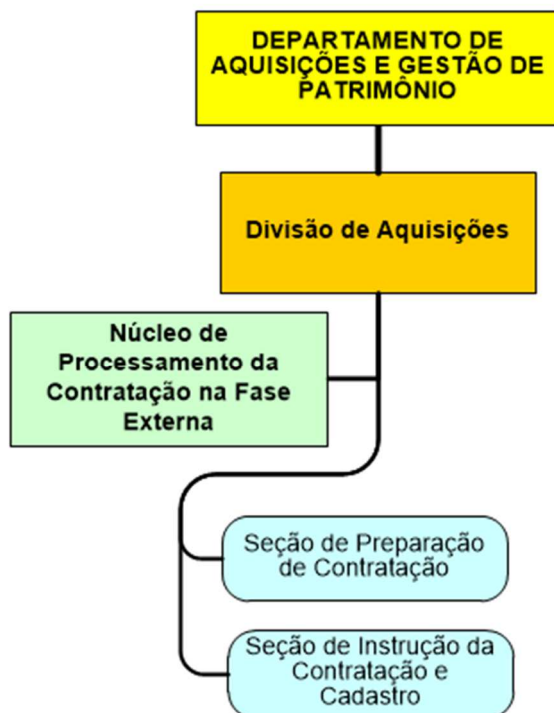 DEPARTAMENTO DE
AQUISIÇÕES E GESTÃO DE
PATRIMÔNIO
Divisão de Aquisições
Núcleo de
Processamento da
Contratação na Fase
Externa
Seção de Preparação
de Contratação
Seção de Instrução da
Contratação e
Cadastro